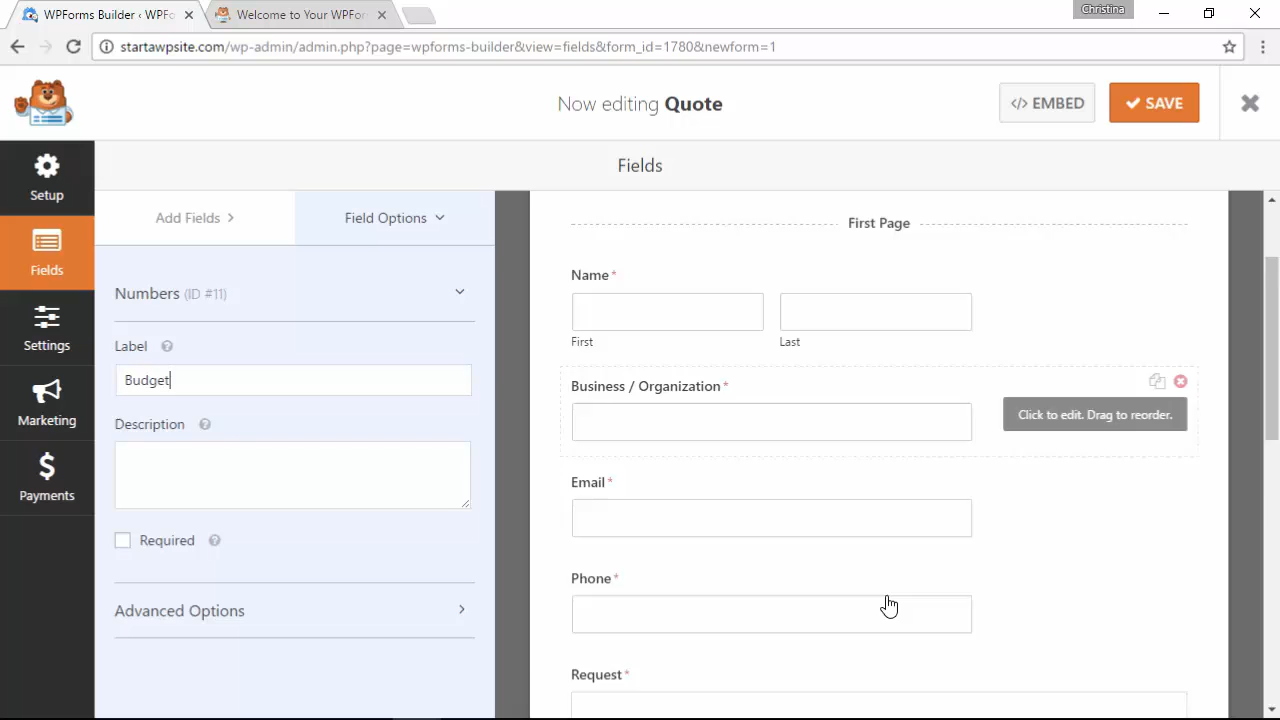 WPForms Builder ‹ WPFo
Welcome to Your WPFor
Christina
startawpsite.com/wp-admin/admin.php?page=wpforms-builder&view=fields&form_id=1780&newform=1
Now editing Quote
</> EMBED
SAVE
Setup
Fields
Settings
Marketing
Payments
Fields
Add Fields
Field Options
Numbers (ID #11)
Label
Budget
Description
Required
Advanced Options
First Page
Name *
First
Last
Business / Organization *
Click to edit. Drag to reorder.
Email *
Phone *
Request *